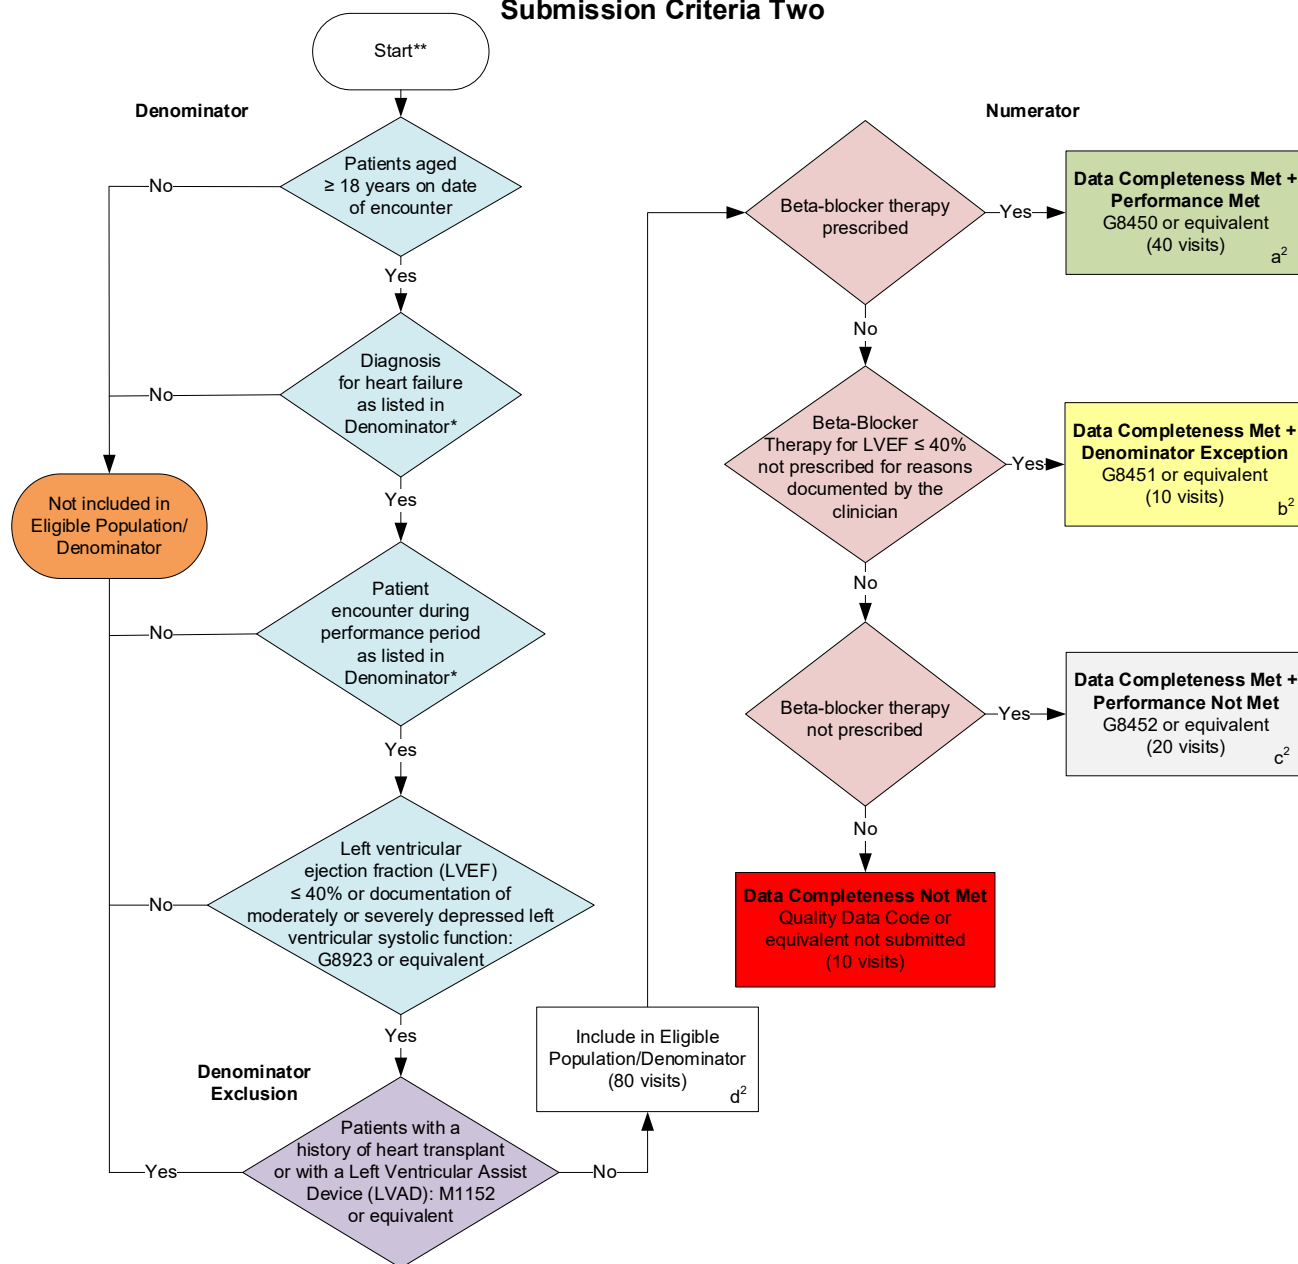 Submission Criteria Two
Start**
Denominator
Patients aged
≥ 18 years on date
of encounter
No
Yes
Diagnosis
for heart failure
as listed in
Denominator*
No
Yes
Not included in
Eligible Population/
Denominator
Patient
encounter during
performance period
as listed in
Denominator*
No
Yes
Left ventricular
ejection fraction (LVEF)
≤ 40% or documentation of
moderately or severely depressed left
ventricular systolic function:
G8923 or equivalent
No
Yes
Denominator
Exclusion
Patients with a
history of heart transplant
or with a Left Ventricular Assist
Device (LVAD): M1152
or equivalent
Yes
No
Include in Eligible
Population/Denominator
(80 visits)
d²
Numerator
Beta-blocker therapy
prescribed
Yes
Data Completeness Met +
Performance Met
G8450 or equivalent
(40 visits)
a²
No
Beta-Blocker
Therapy for LVEF ≤ 40%
not prescribed for reasons
documented by the
clinician
Yes
Data Completeness Met +
Denominator Exception
G8451 or equivalent
(10 visits)
b²
No
Beta-blocker therapy
not prescribed
Yes
Data Completeness Met +
Performance Not Met
G8452 or equivalent
(20 visits)
c²
No
Data Completeness Not Met
Quality Data Code or
equivalent not submitted
(10 visits)